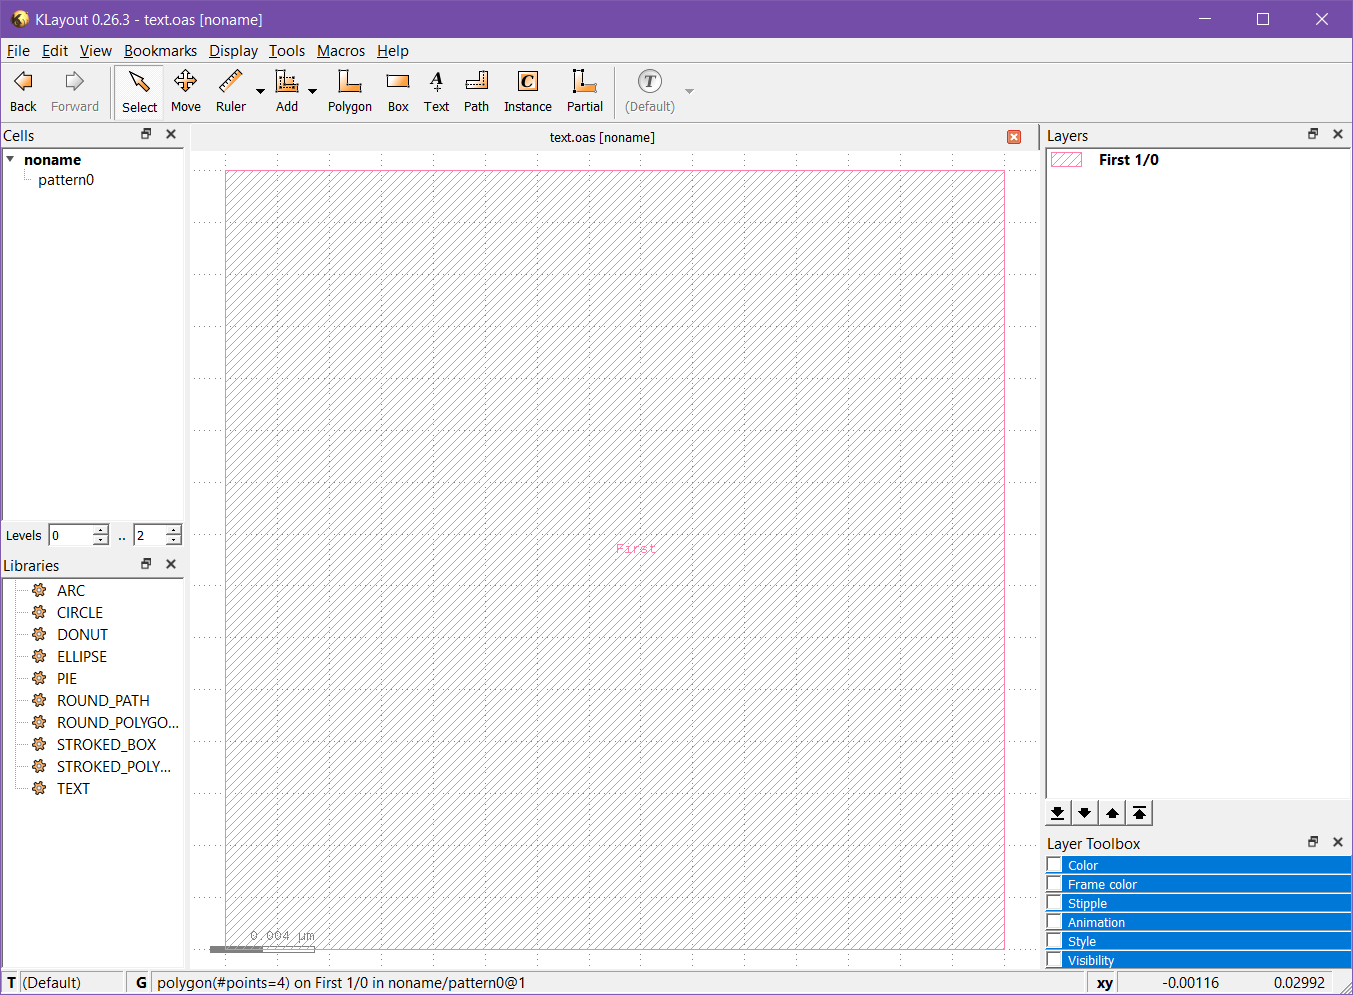 KLayout 0.26.3 - text.oas [noname]
File Edit View Bookmarks Display Tools Macros Help
Back Forward Select Move Ruler Add Polygon Box Text Path Instance Partial (Default)
Cells
noname
pattern0
Levels 0 .. 2
Libraries
ARC
CIRCLE
DONUT
ELLIPSE
PIE
ROUND_PATH
ROUND_POLYGO...
STROKED_BOX
STROKED_POLY...
TEXT
text.oas [noname]
First
0.004 µm
Layers
First 1/0
Layer Toolbox
Color
Frame color
Stipple
Animation
Style
Visibility
T (Default) G polygon(#points=4) on First 1/0 in noname/pattern0@1 xy -0.00116 0.02992